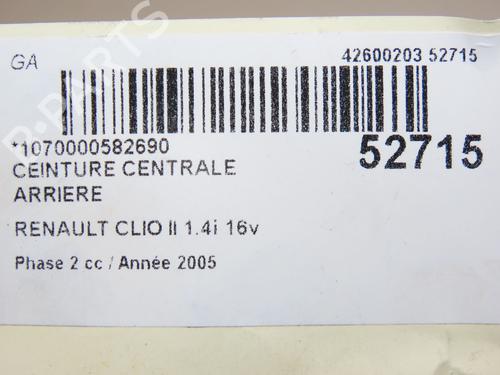 GA
42600203 52715
*1070000582690
52715
CEINTURE CENTRALE
ARRIERE
RENAULT CLIO II 1.4i 16v
Phase 2 cc / Année 2005